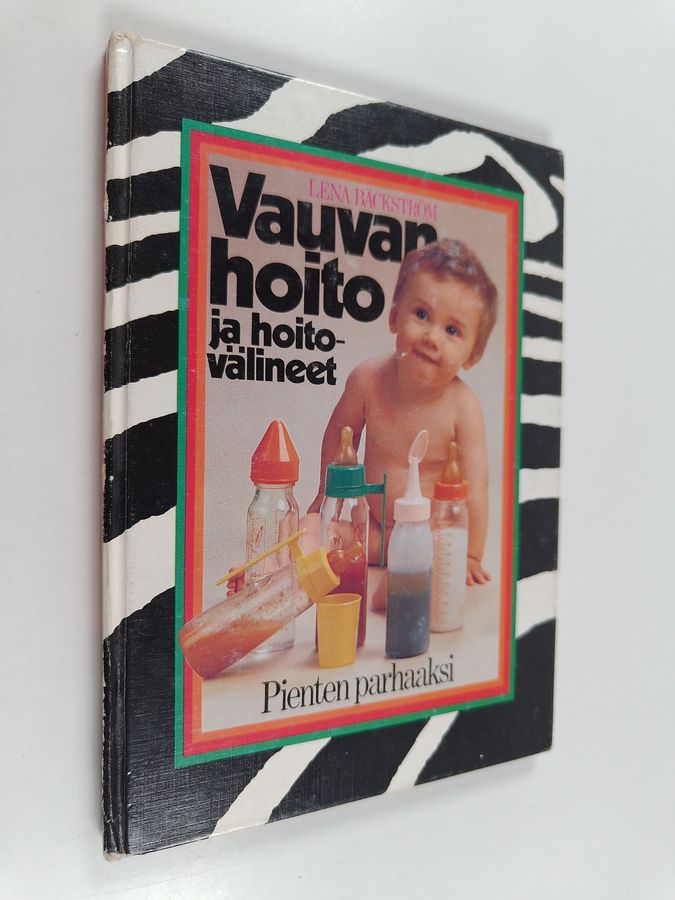 LENA BÄCKSTRÖM
Vauvan
hoito
ja hoito-
välineet
Pienten parhaaksi